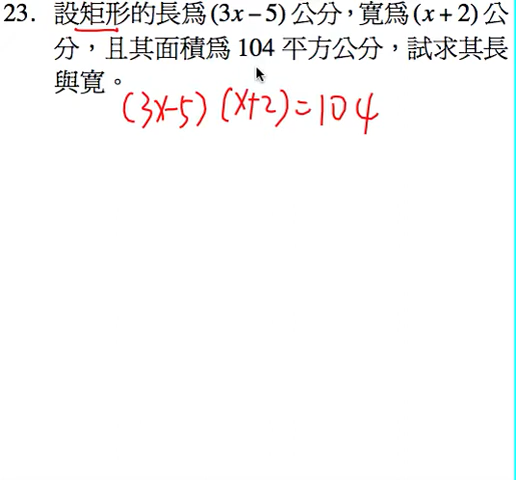 23. 設矩形的長為(3x−5)公分,寬為(x+2)公
分,且其面積為 104 平方公分,試求其長
與寬。
(3x-5)(x+2)=104